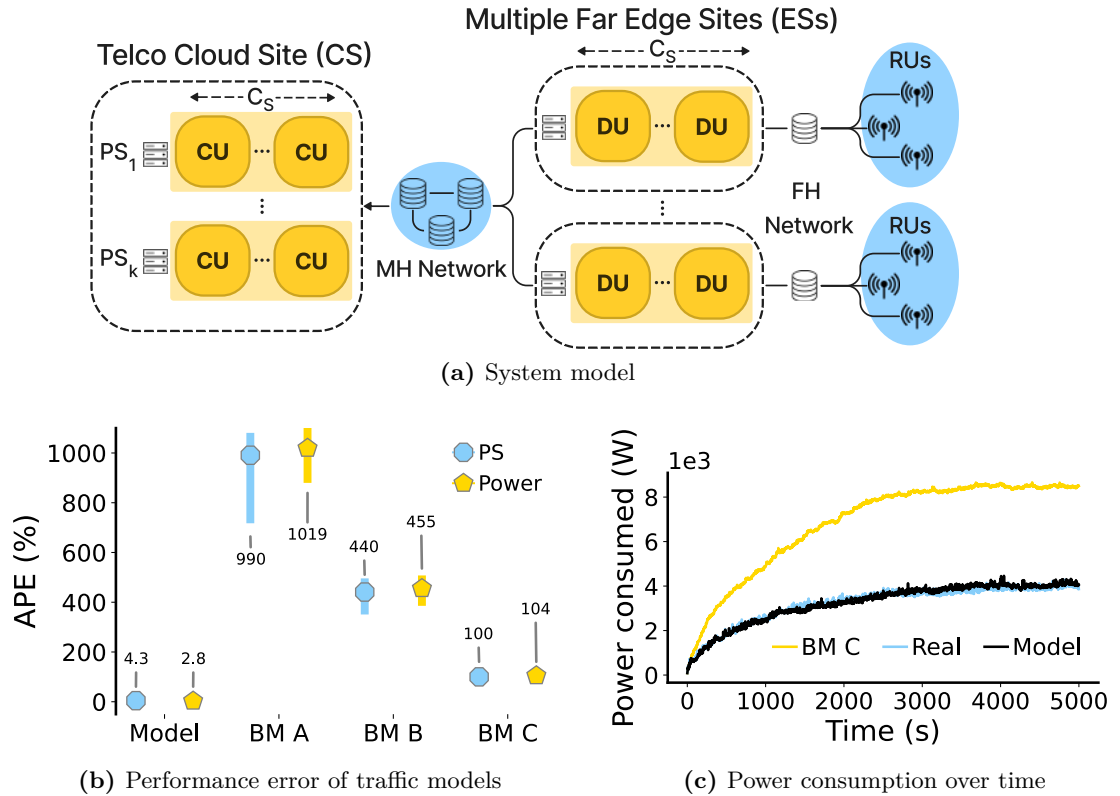 Telco Cloud Site (CS)
Multiple Far Edge Sites (ESs)
C_S
C_S
RUs
PS_1
CU ··· CU
DU ··· DU
PS_k
CU ··· CU
MH Network
FH
Network
DU ··· DU
RUs
(a) System model
APE (%)
1000
800
600
400
200
0
PS
Power
4.3
2.8
990
1019
440
455
100
104
Model
BM A
BM B
BM C
(b) Performance error of traffic models
Power consumed (W)
1e3
8
6
4
2
0
BM C
Real
Model
0
1000
2000
3000
4000
5000
Time (s)
(c) Power consumption over time